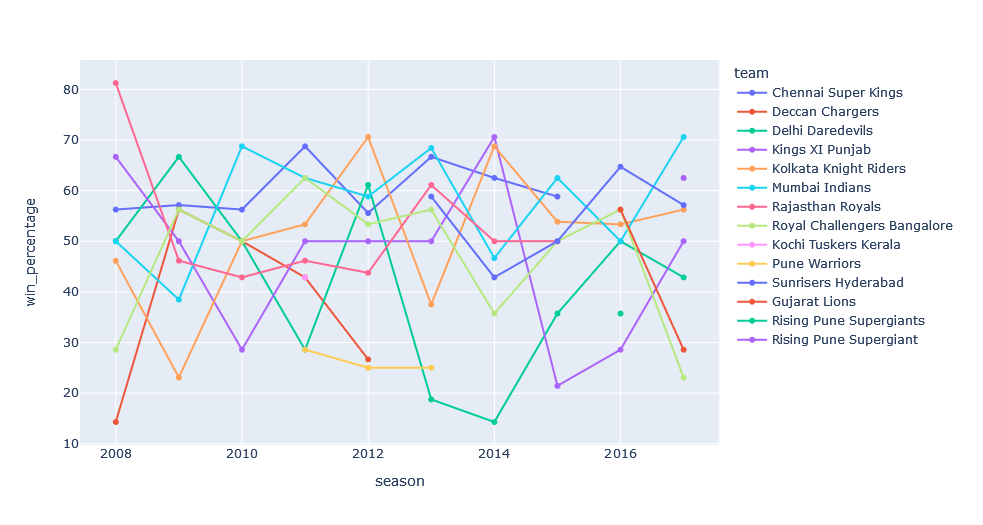 team
Chennai Super Kings
Deccan Chargers
Delhi Daredevils
Kings XI Punjab
Kolkata Knight Riders
Mumbai Indians
Rajasthan Royals
Royal Challengers Bangalore
Kochi Tuskers Kerala
Pune Warriors
Sunrisers Hyderabad
Gujarat Lions
Rising Pune Supergiants
Rising Pune Supergiant
win_percentage
80
70
60
50
40
30
20
10
2008 2010 2012 2014 2016
season